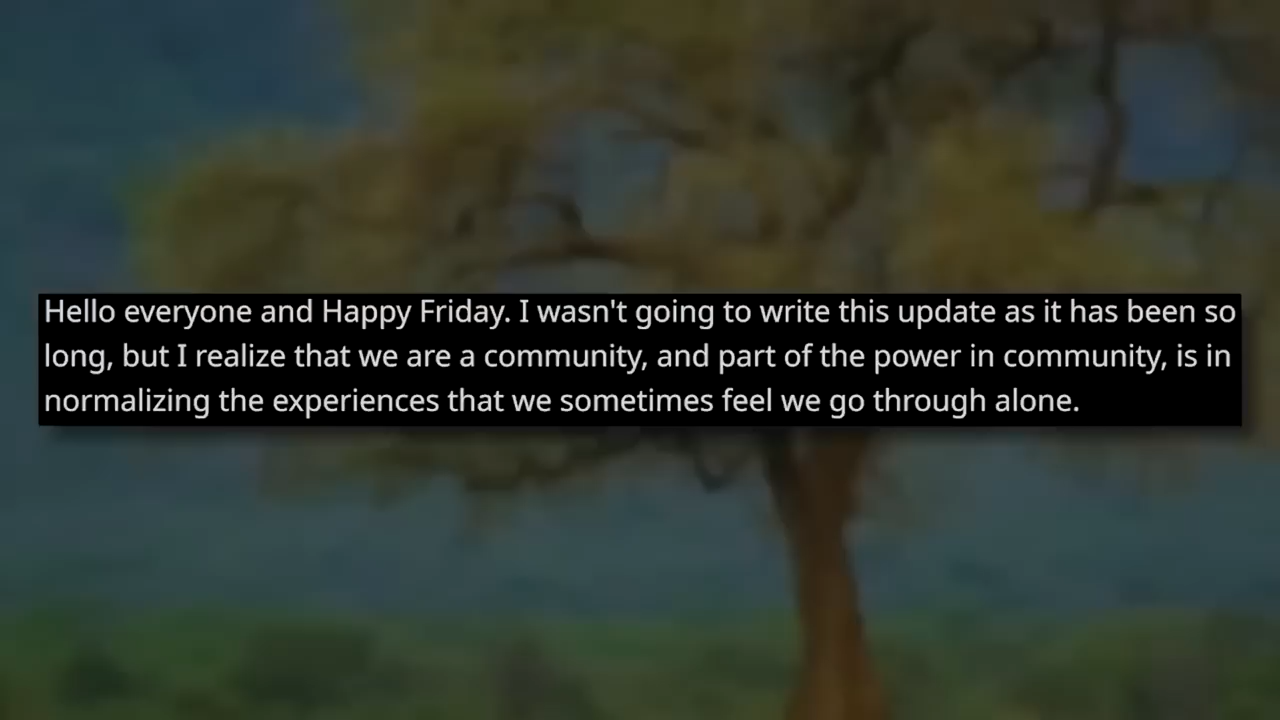 Hello everyone and Happy Friday. I wasn't going to write this update as it has been so
long, but I realize that we are a community, and part of the power in community, is in
normalizing the experiences that we sometimes feel we go through alone.